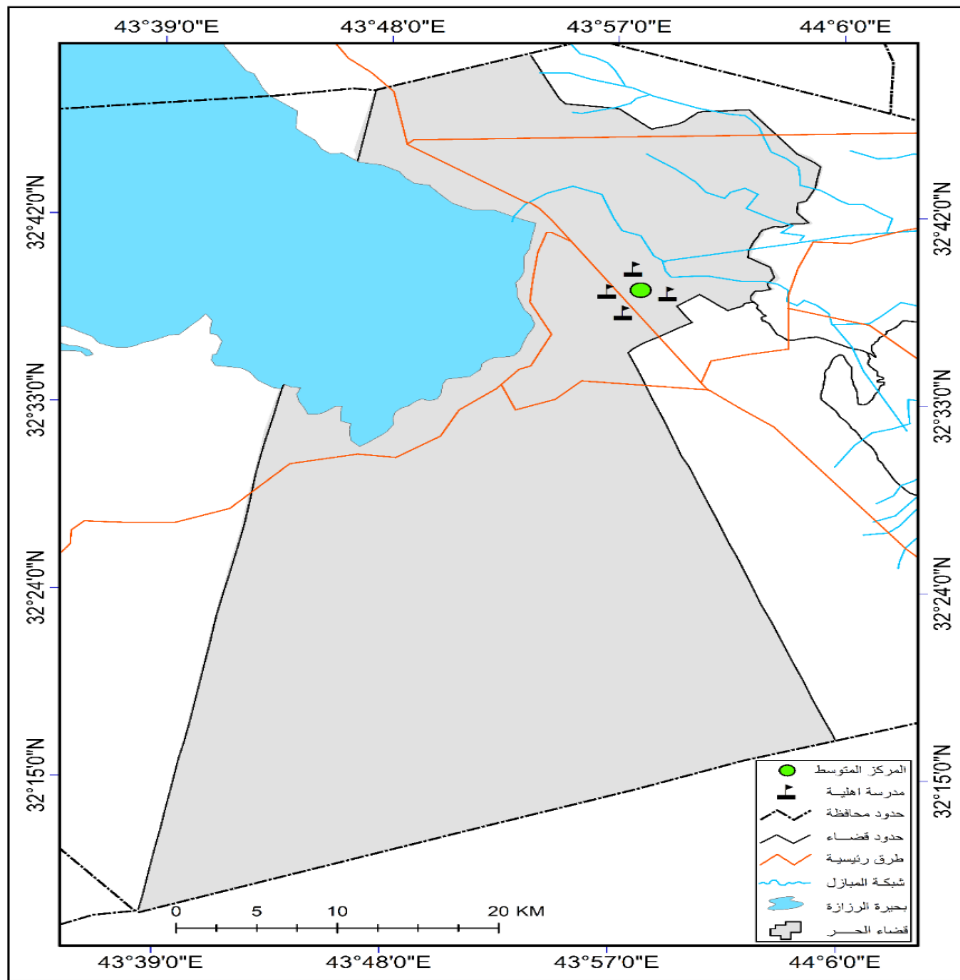 43°39'0"E 43°48'0"E 43°57'0"E 44°6'0"E
32°42'0"N
32°42'0"N
32°33'0"N
32°33'0"N
32°24'0"N
32°24'0"N
32°15'0"N
32°15'0"N
المركز المتوسط
مدرسة اهلية
حدود محافظة
حدود قضاء
طرق رئيسية
شبكة المبازل
بحيرة الرزازة
قضاء الحر
0 5 10 20 KM
43°39'0"E 43°48'0"E 43°57'0"E 44°6'0"E